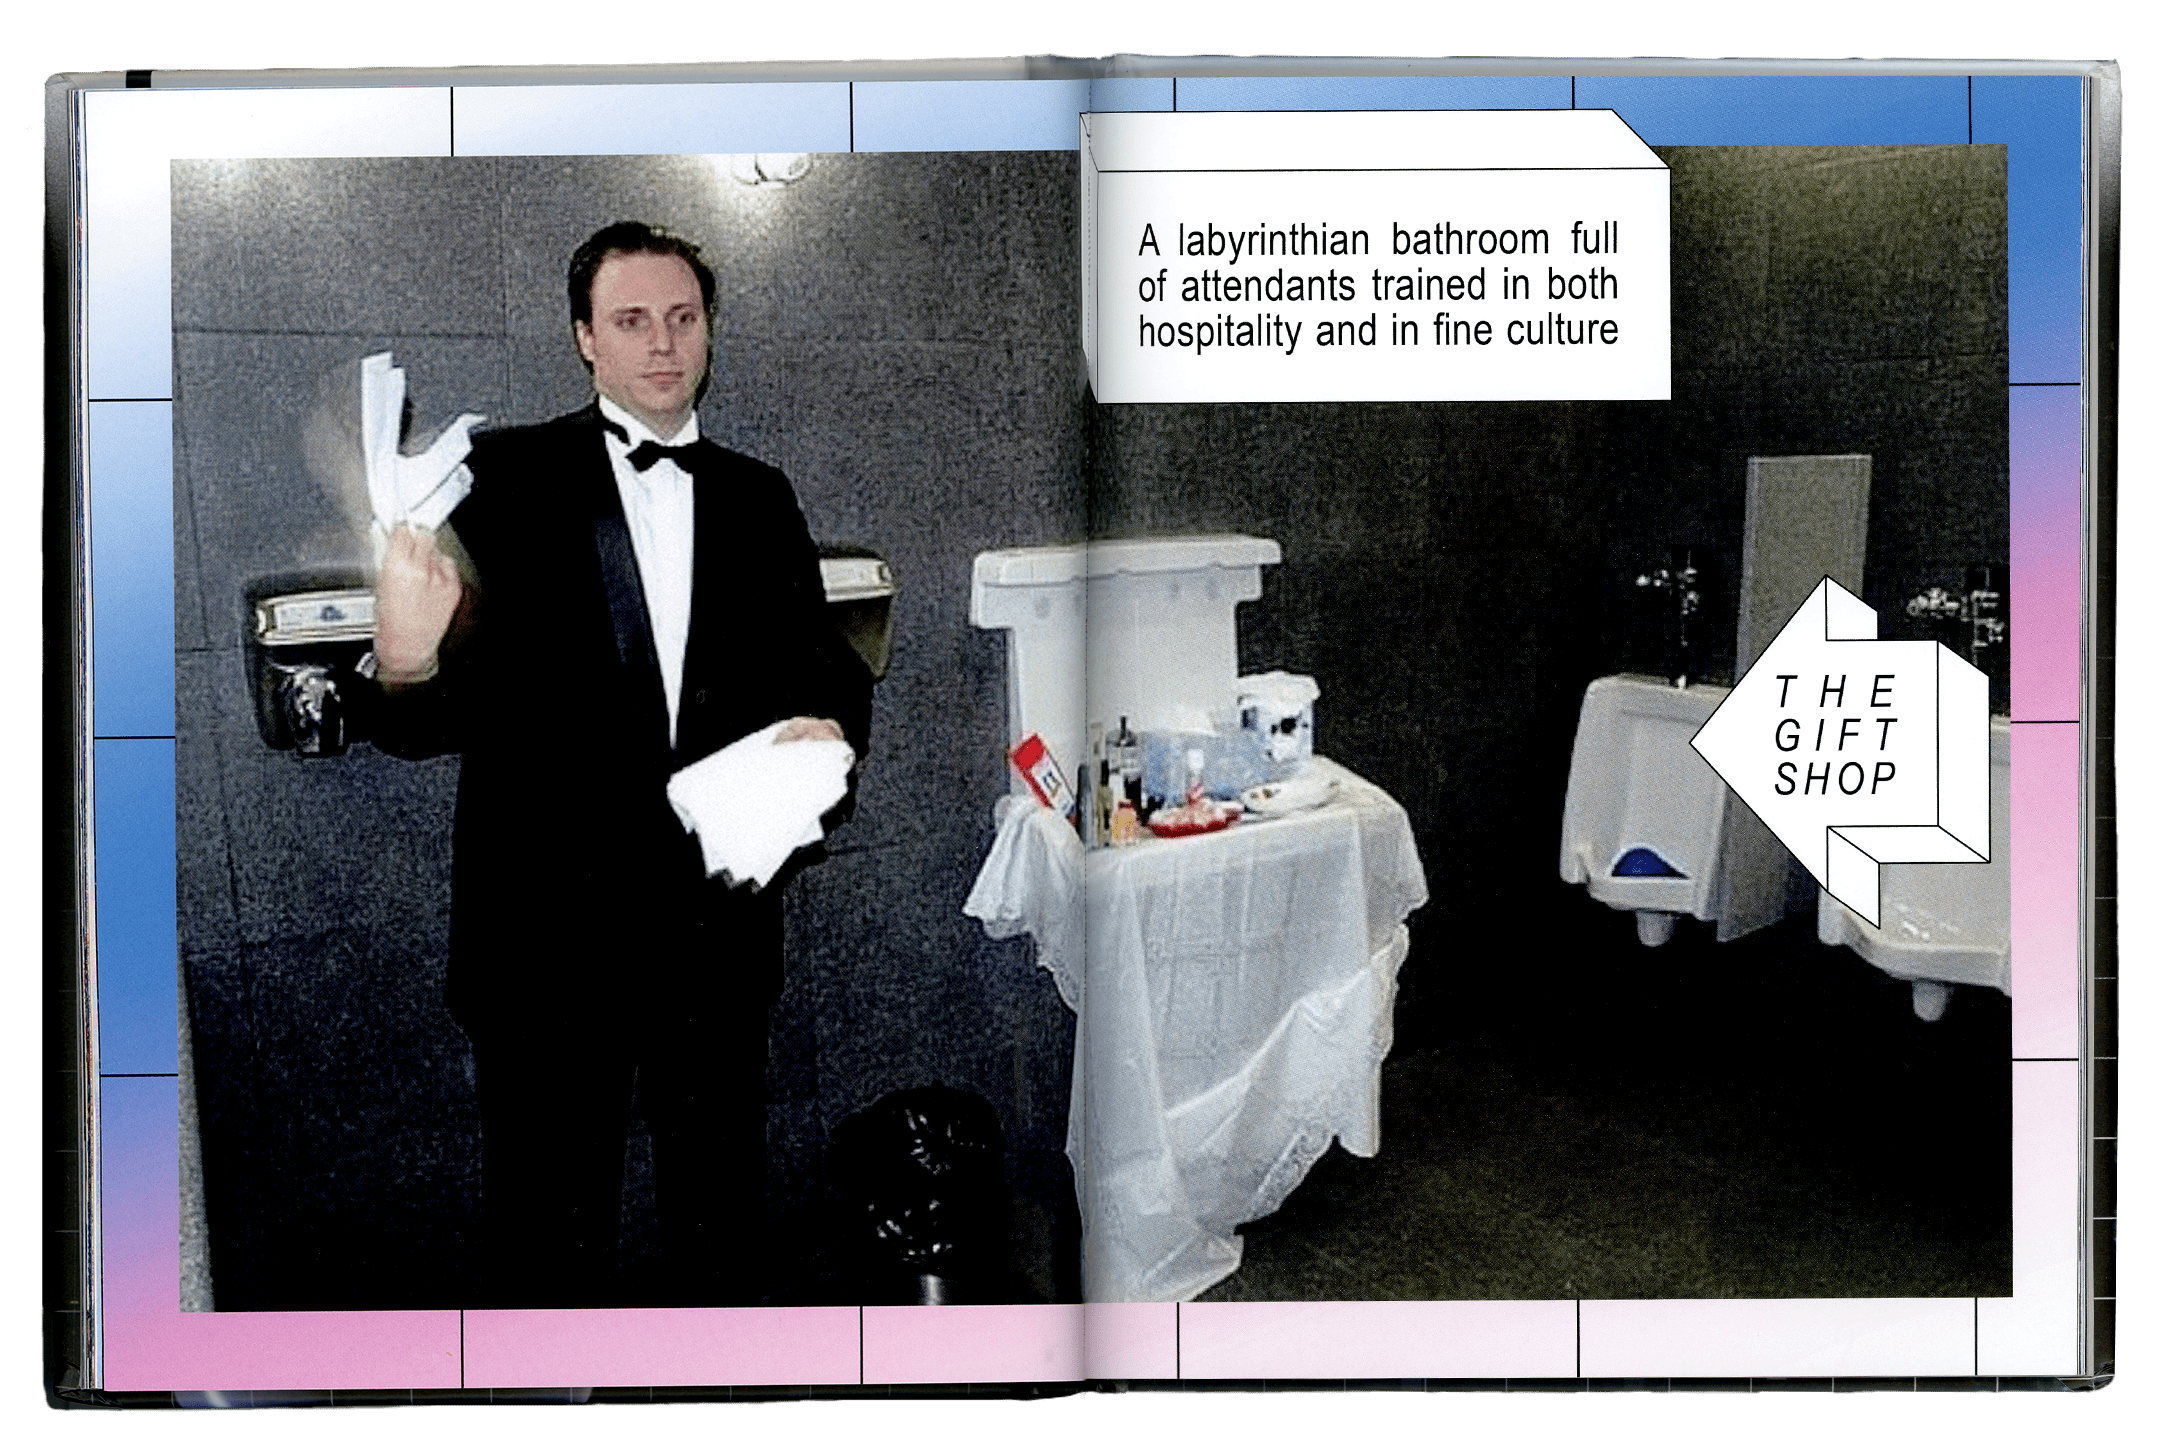 A labyrinthian bathroom full
of attendants trained in both
hospitality and in fine culture
THE
GIFT
SHOP